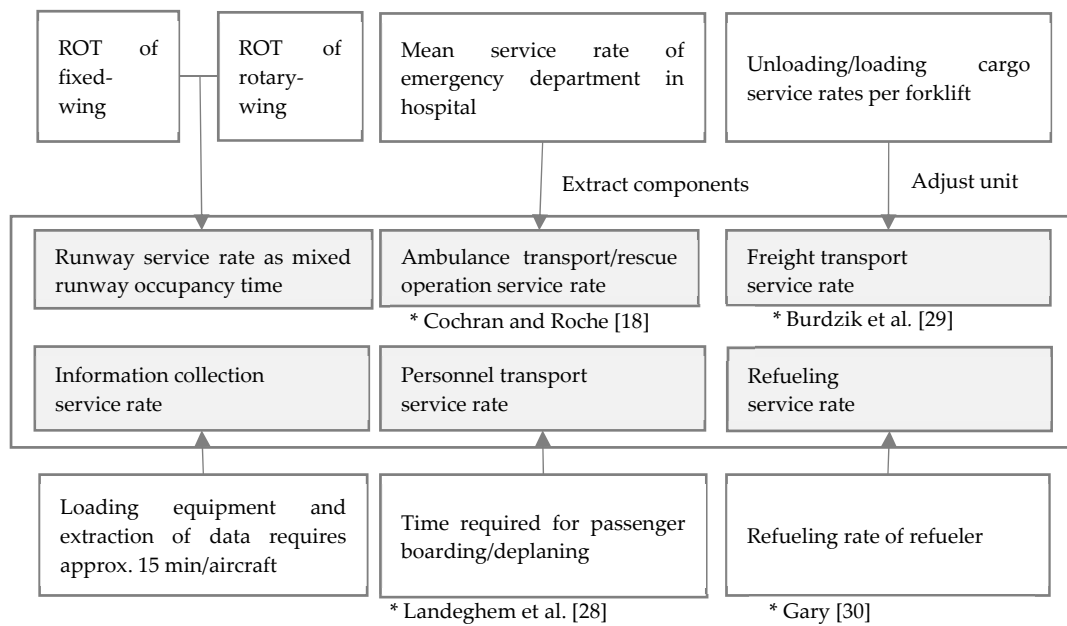 ROT of
fixed-
wing
ROT of
rotary-
wing
Mean service rate of
emergency department in
hospital
Unloading/loading cargo
service rates per forklift
Extract components
Adjust unit
Runway service rate as mixed
runway occupancy time
Ambulance transport/rescue
operation service rate
Freight transport
service rate
* Cochran and Roche [18]
* Burdzik et al. [29]
Information collection
service rate
Personnel transport
service rate
Refueling
service rate
Loading equipment and
extraction of data requires
approx. 15 min/aircraft
Time required for passenger
boarding/deplaning
Refueling rate of refueler
* Landeghem et al. [28]
* Gary [30]